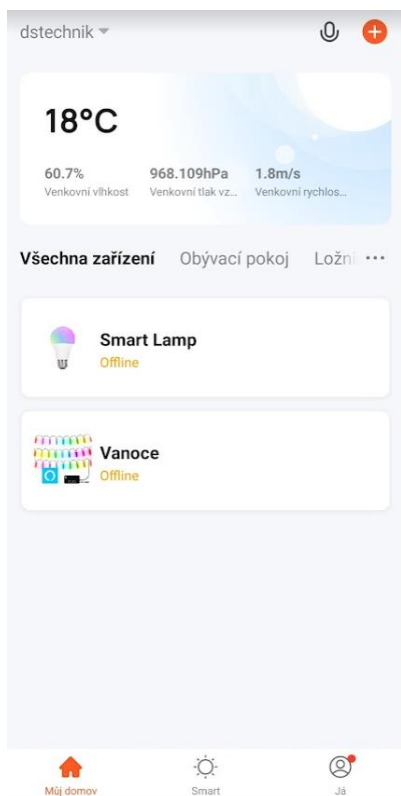 dstechnik
18°C
60.7% 968.109hPa 1.8m/s
Venkovní vlhkost Venkovní tlak vz... Venkovní rychlos...
Všechna zařízení Obývací pokoj Ložni
Smart Lamp
Offline
Vanoce
Offline
Můj domov Smart Já